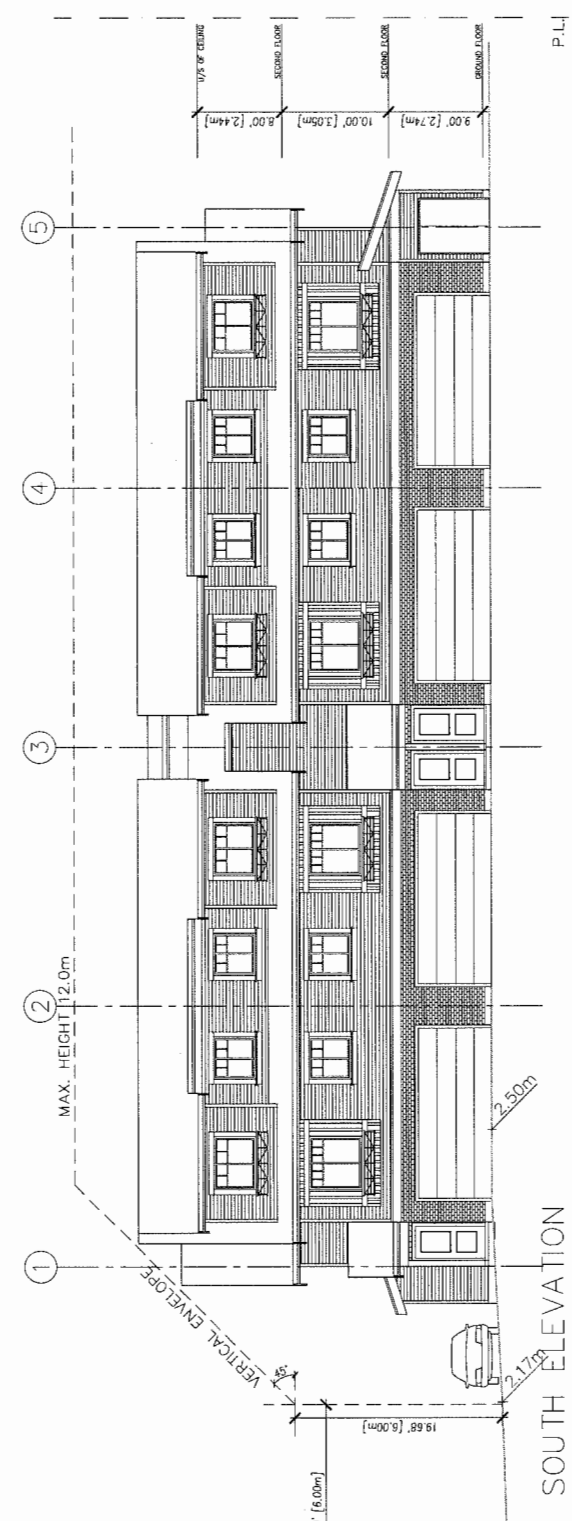 1
2
3
4
5
MAX. HEIGHT 12.0m
VERTICAL ENVELOPE
45°
U/S OF CEILING
8.00' [2.44m]
SECOND FLOOR
10.00' [3.05m]
SECOND FLOOR
9.00' [2.74m]
GROUND FLOOR
19.68' [6.00m]
' [6.00m]
2.17m
2.50m
P.L.
SOUTH ELEVATION